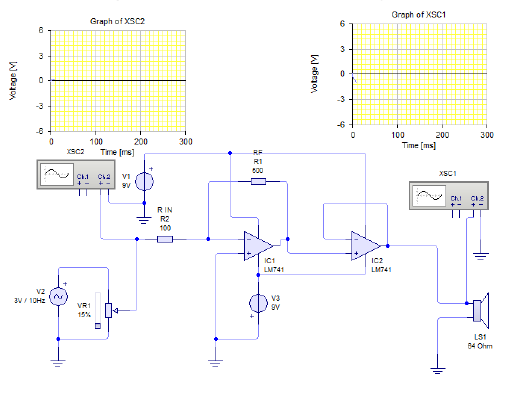 Graph of XSC2
Voltage [V]
6
3
0
-3
-6
0
100
200
300
Time [ms]
Graph of XSC1
Voltage [V]
6
3
0
-3
-6
0
100
200
300
Time [ms]
XSC2
Ch.1
Ch.2
+ -
+ -
V1
9V
+
RF
R1
500
XSC1
Ch.1
Ch.2
+ -
+ -
R IN
R2
100
IC1
LM741
IC2
LM741
V2
3V / 10Hz
+
VR1
15%
V3
9V
+
LS1
64 Ohm